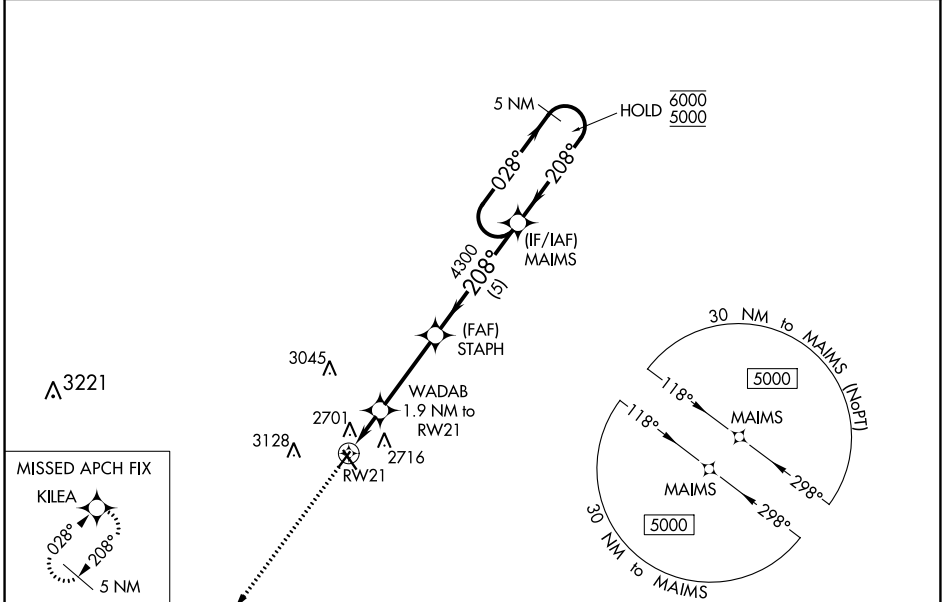 5 NM
HOLD 6000
5000
028°
208°
(IF/IAF)
MAIMS
4300
208°
(5)
(FAF)
STAPH
3045
3221
WADAB
1.9 NM to
RW21
2701
3128
2716
RW21
MISSED APCH FIX
KILEA
028°
208°
5 NM
30 NM to MAIMS (NoPT)
5000
118°
MAIMS
298°
118°
MAIMS
298°
5000
30 NM to MAIMS